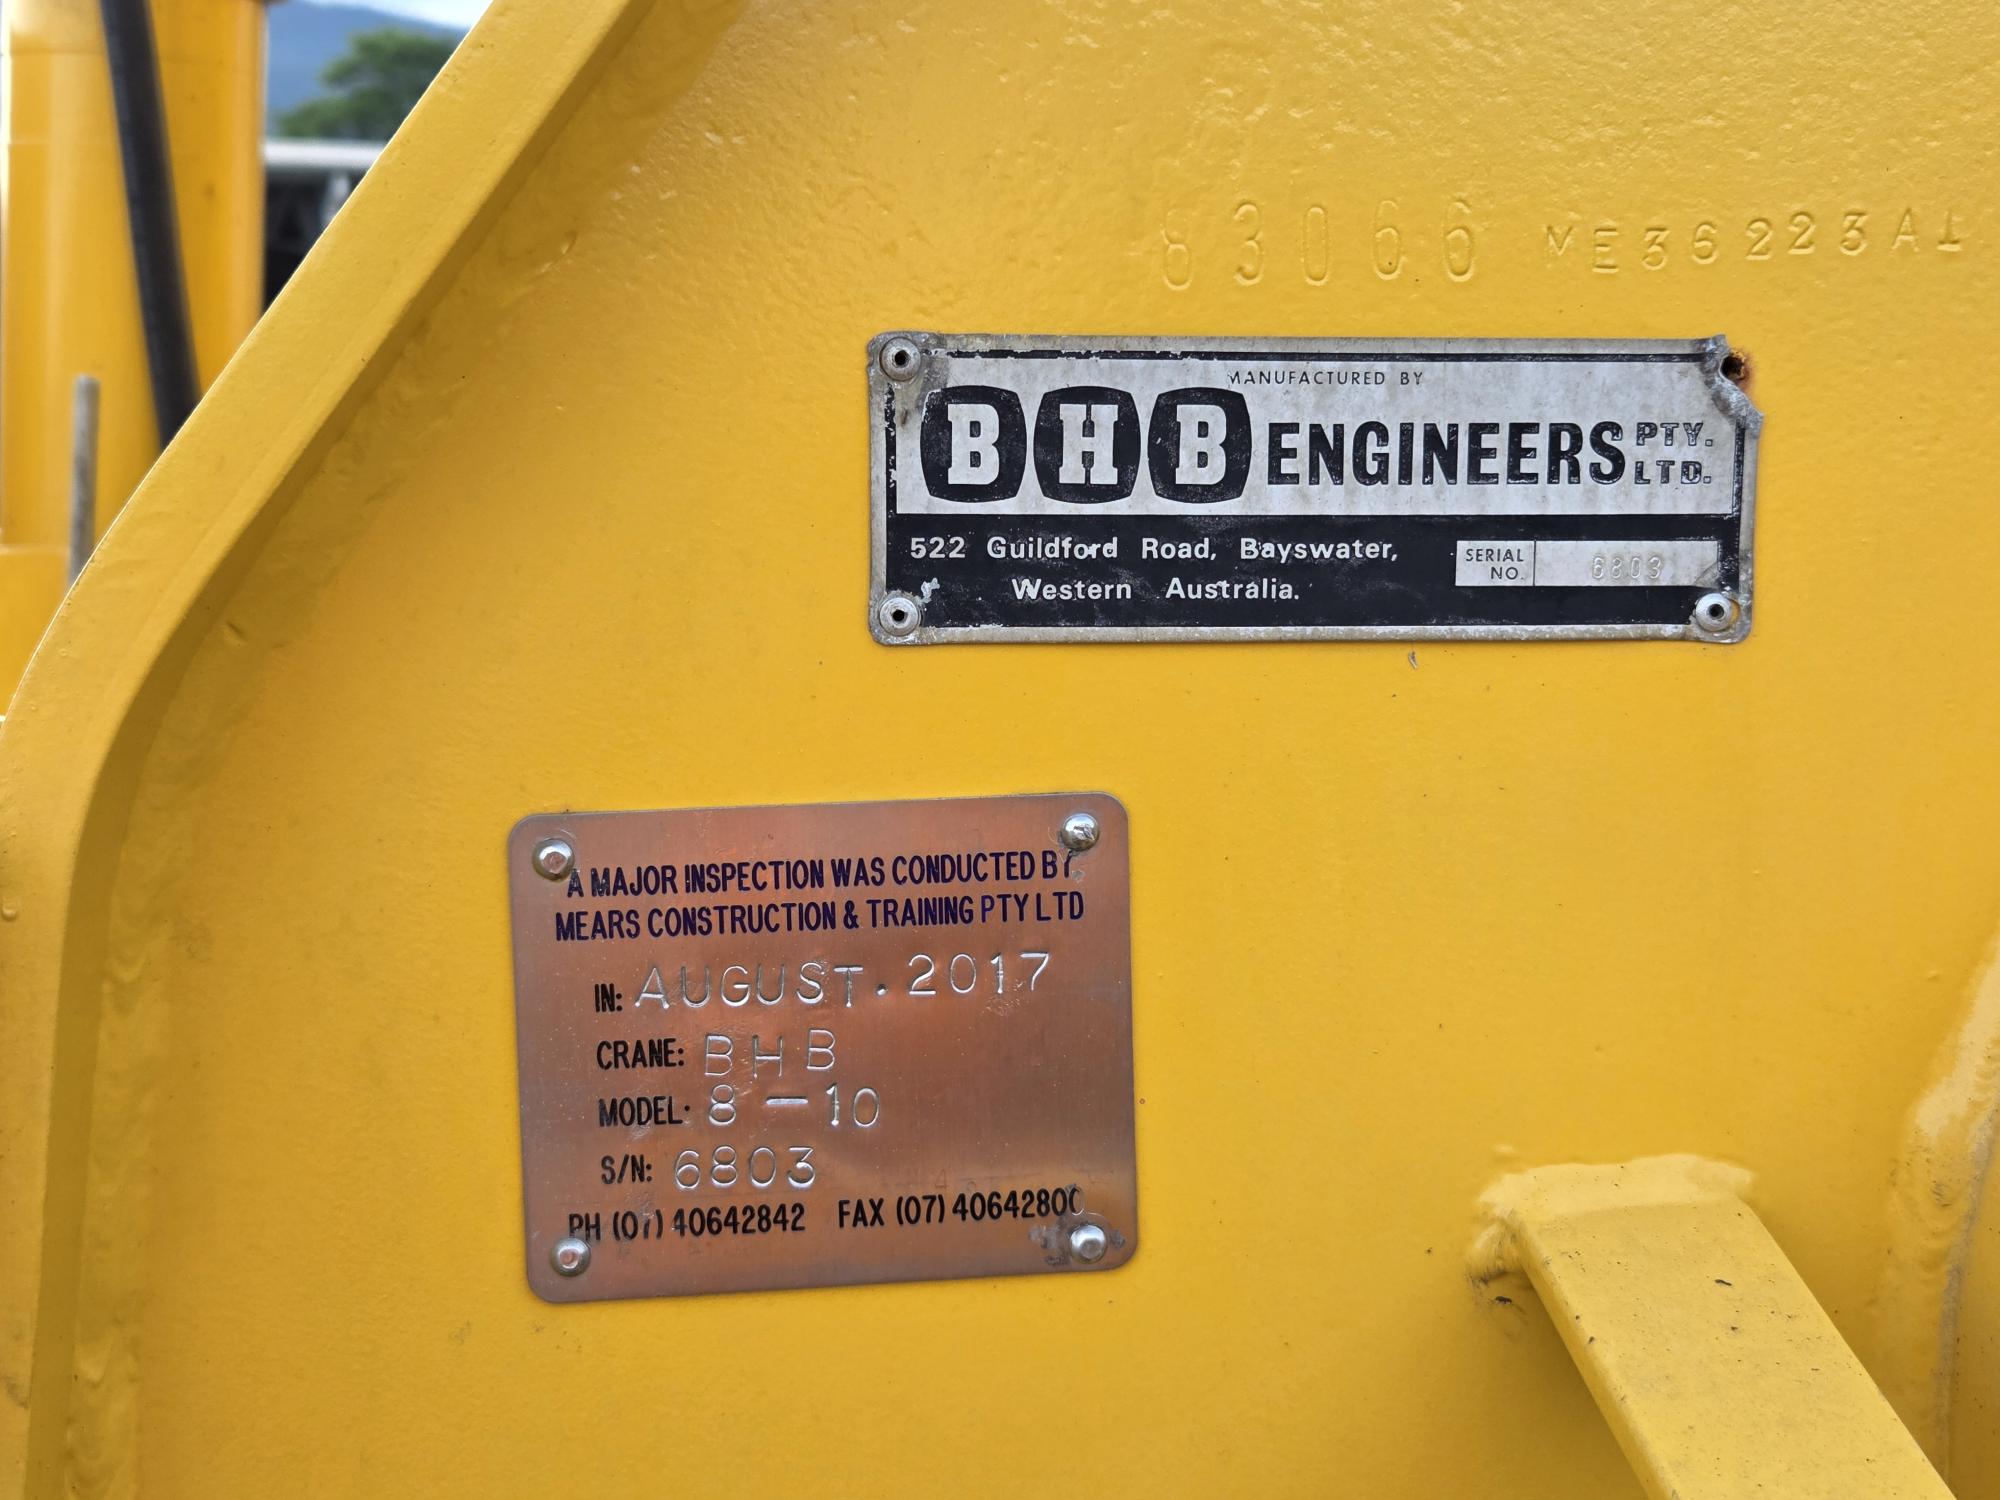 83066 ME36223A1
MANUFACTURED BY
BHB ENGINEERS PTY. LTD.
522 Guildford Road, Bayswater,
Western Australia.
SERIAL NO. 6803
A MAJOR INSPECTION WAS CONDUCTED BY
MEARS CONSTRUCTION & TRAINING PTY LTD
IN: AUGUST.2017
CRANE: BHB
MODEL: 8-10
S/N: 6803
PH (07) 40642842 FAX (07) 40642800